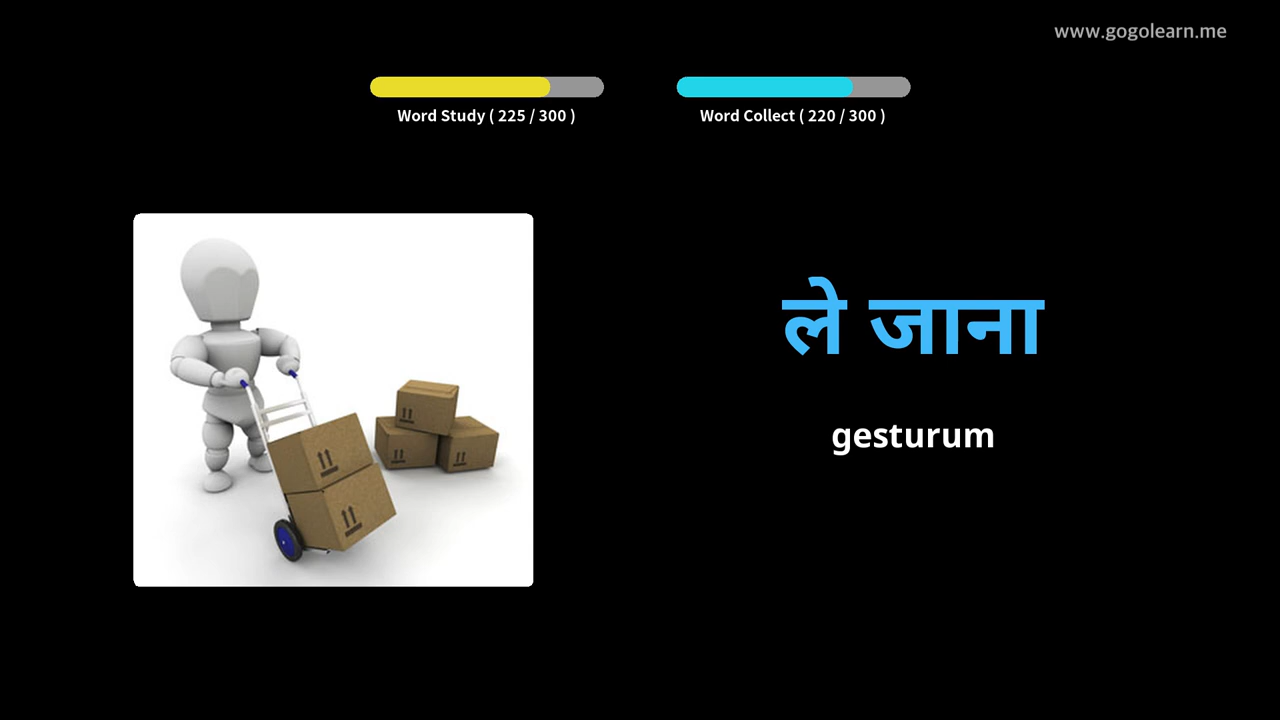 www.gogolearn.me
Word Study ( 225 / 300 )
Word Collect ( 220 / 300 )
ले जाना
gesturum